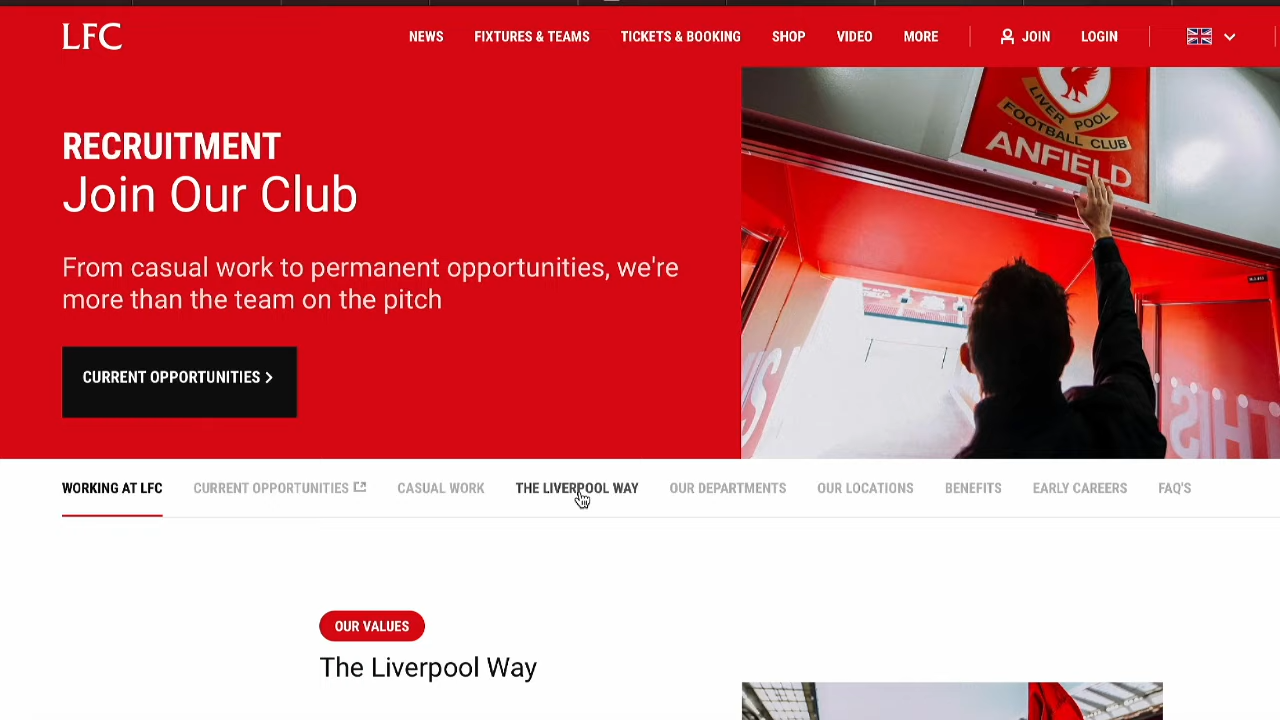 LFC
NEWS FIXTURES & TEAMS TICKETS & BOOKING SHOP VIDEO MORE JOIN LOGIN
RECRUITMENT
Join Our Club
From casual work to permanent opportunities, we're
more than the team on the pitch
CURRENT OPPORTUNITIES
LIVERPOOL
FOOTBALL CLUB
ANFIELD
THIS
WORKING AT LFC CURRENT OPPORTUNITIES CASUAL WORK THE LIVERPOOL WAY OUR DEPARTMENTS OUR LOCATIONS BENEFITS EARLY CAREERS FAQ'S
OUR VALUES
The Liverpool Way